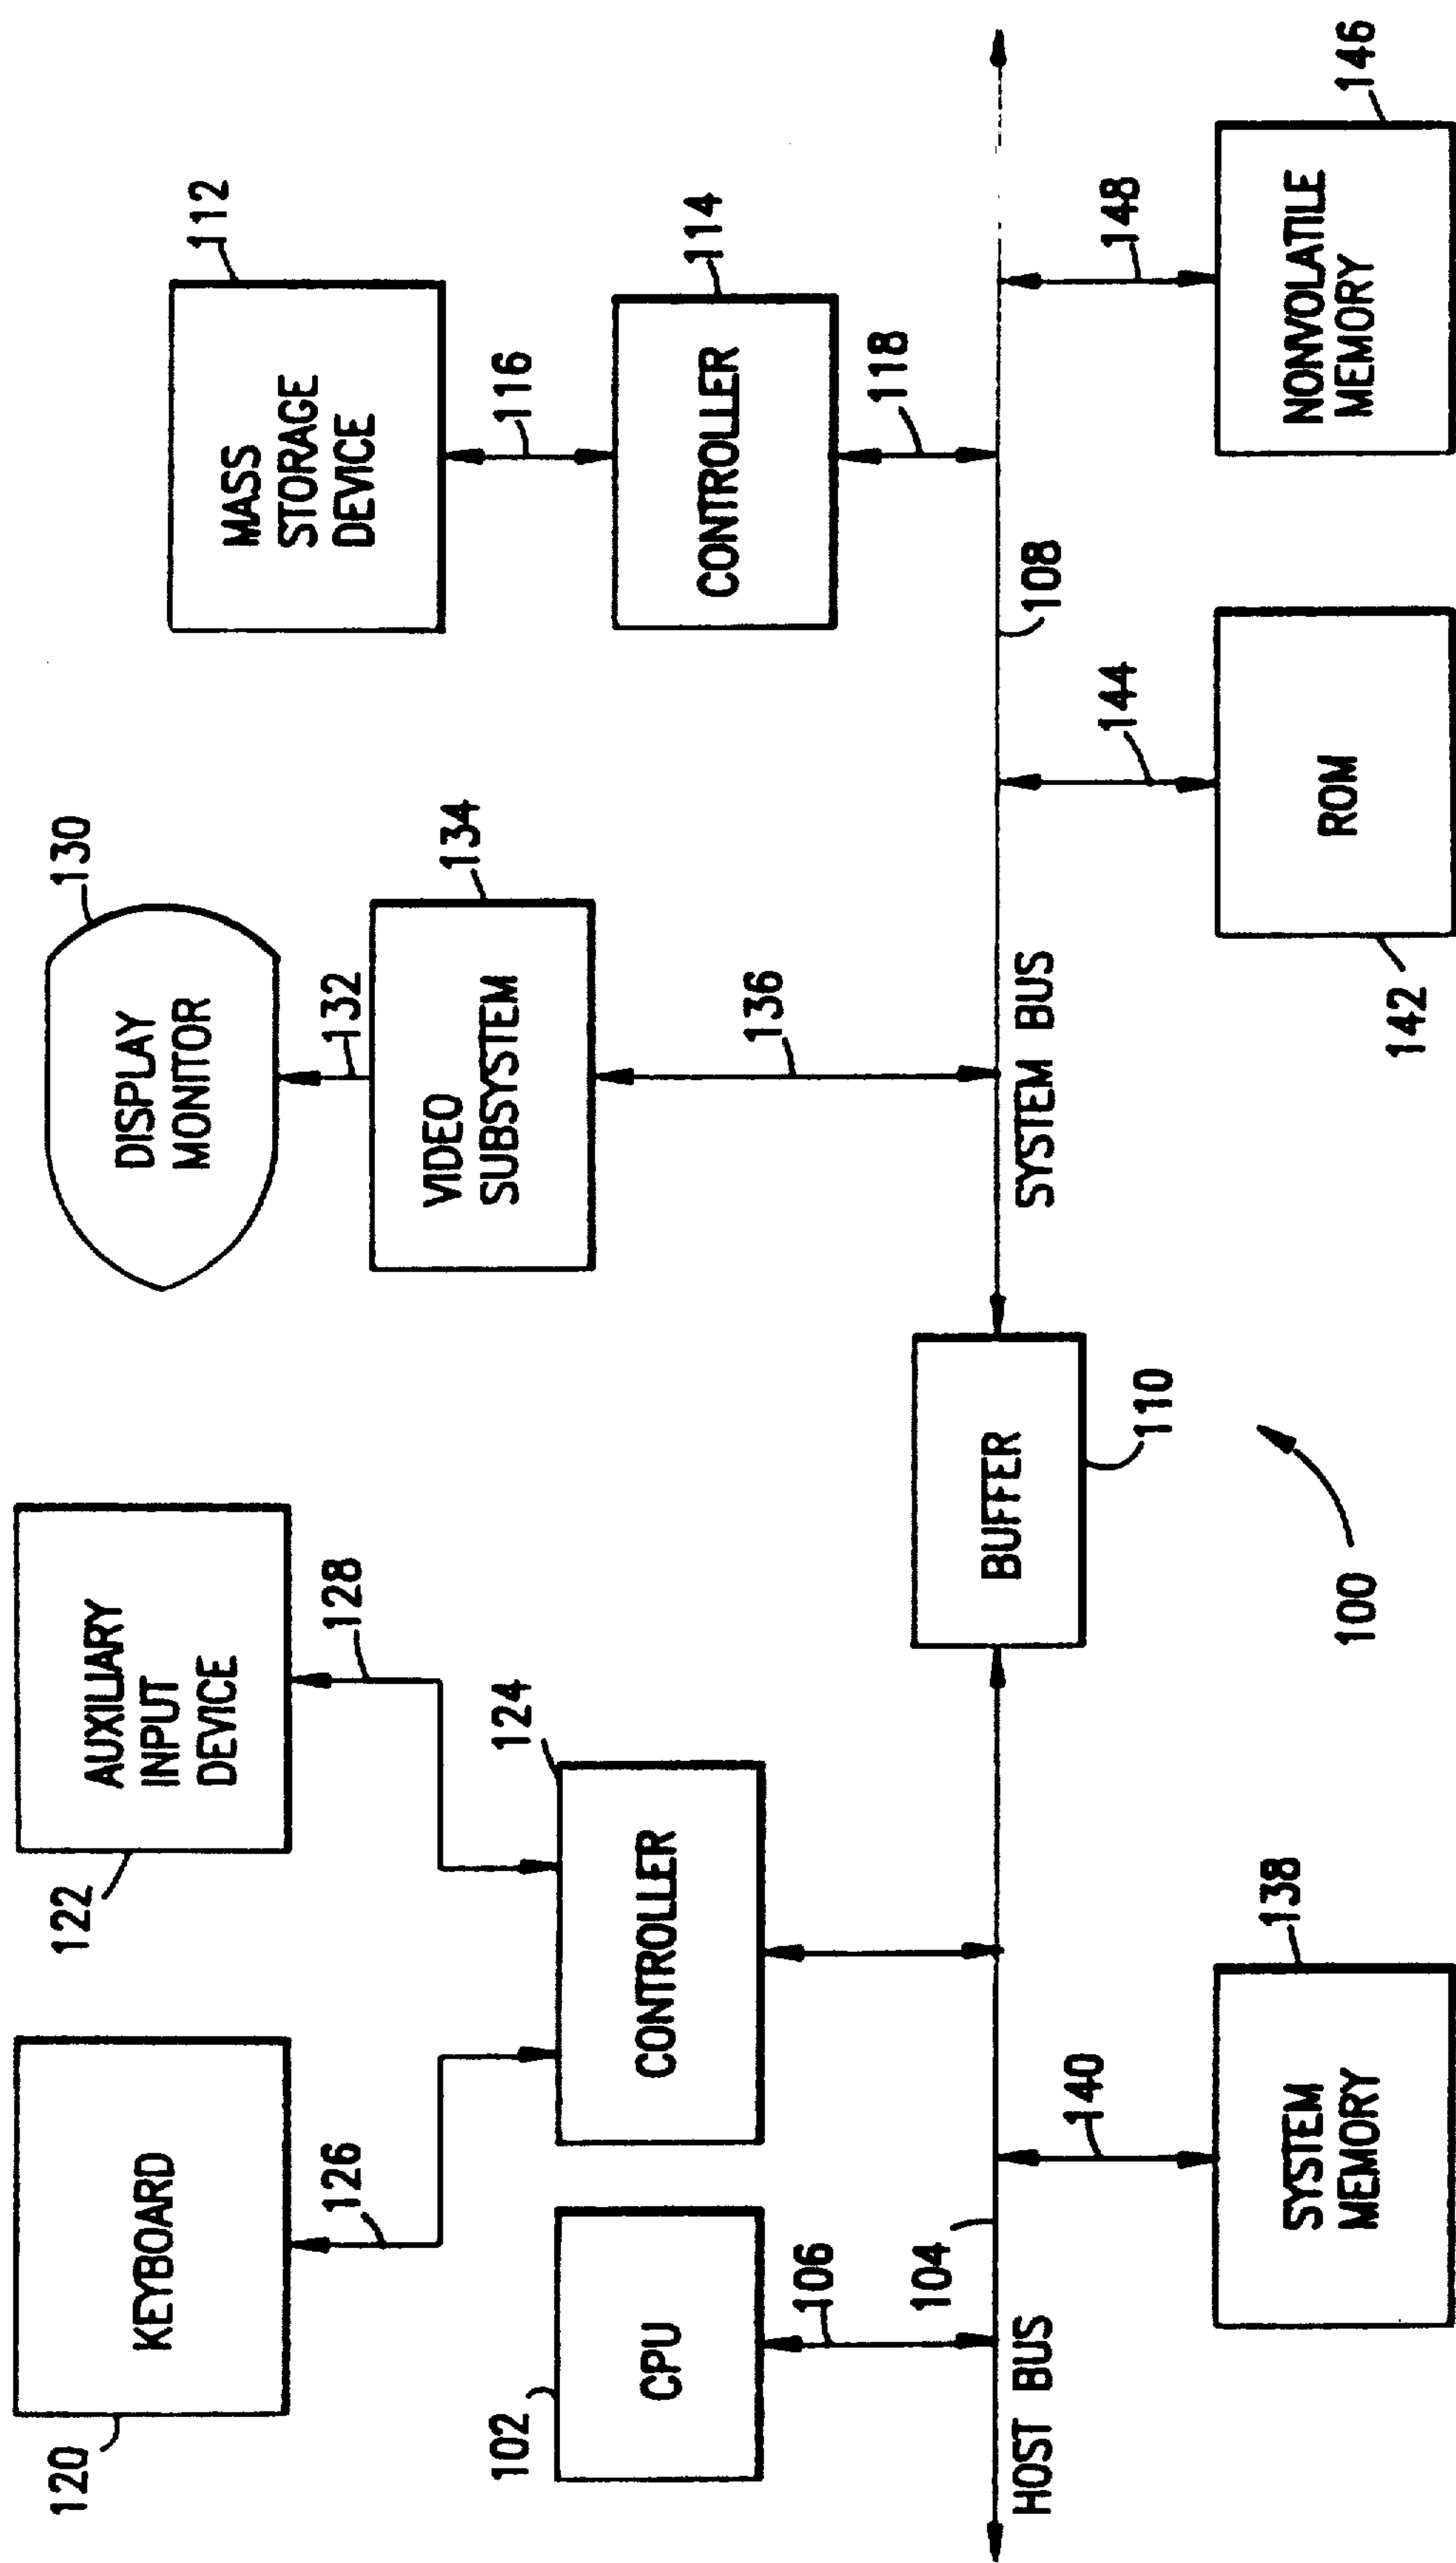 120
KEYBOARD
126
122
AUXILIARY
INPUT
DEVICE
128
130
DISPLAY
MONITOR
132
134
VIDEO
SUBSYSTEM
136
112
MASS
STORAGE
DEVICE
116
114
CONTROLLER
118
102
CPU
106
124
CONTROLLER
104
HOST BUS
BUFFER
110
SYSTEM BUS
108
140
138
SYSTEM
MEMORY
100
144
142
ROM
148
146
NONVOLATILE
MEMORY